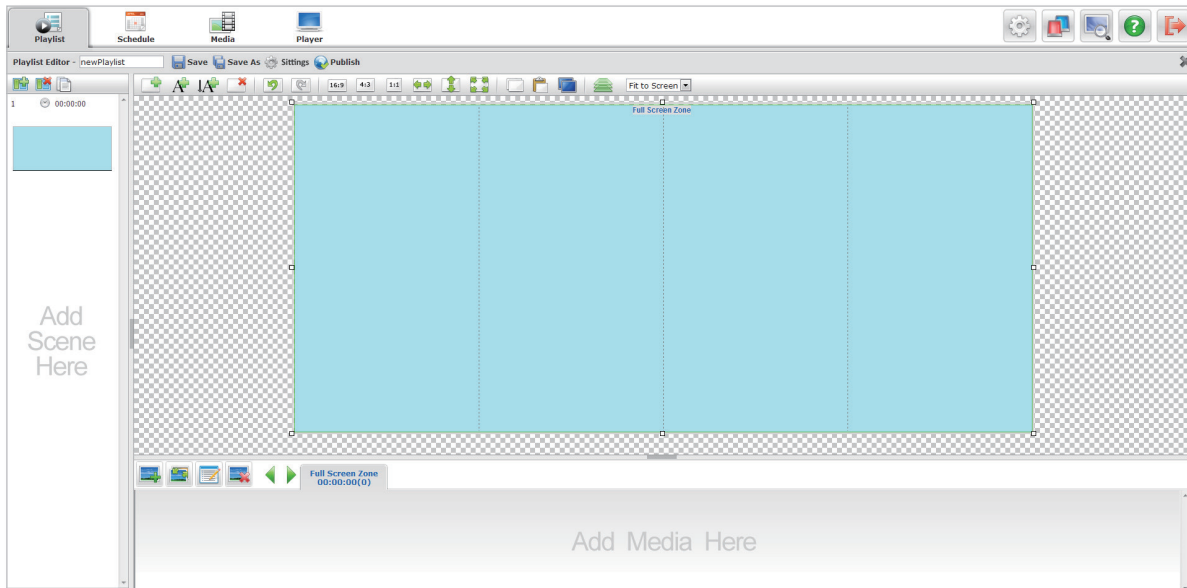 Playlist
Schedule
Media
Player
?
Playlist Editor - newPlaylist
Save
Save As
Sittings
Publish
A
A
16:9
4:3
1:1
Fit to Screen
1
00:00:00
Full Screen Zone
Add
Scene
Here
Full Screen Zone
00:00:00(0)
Add Media Here